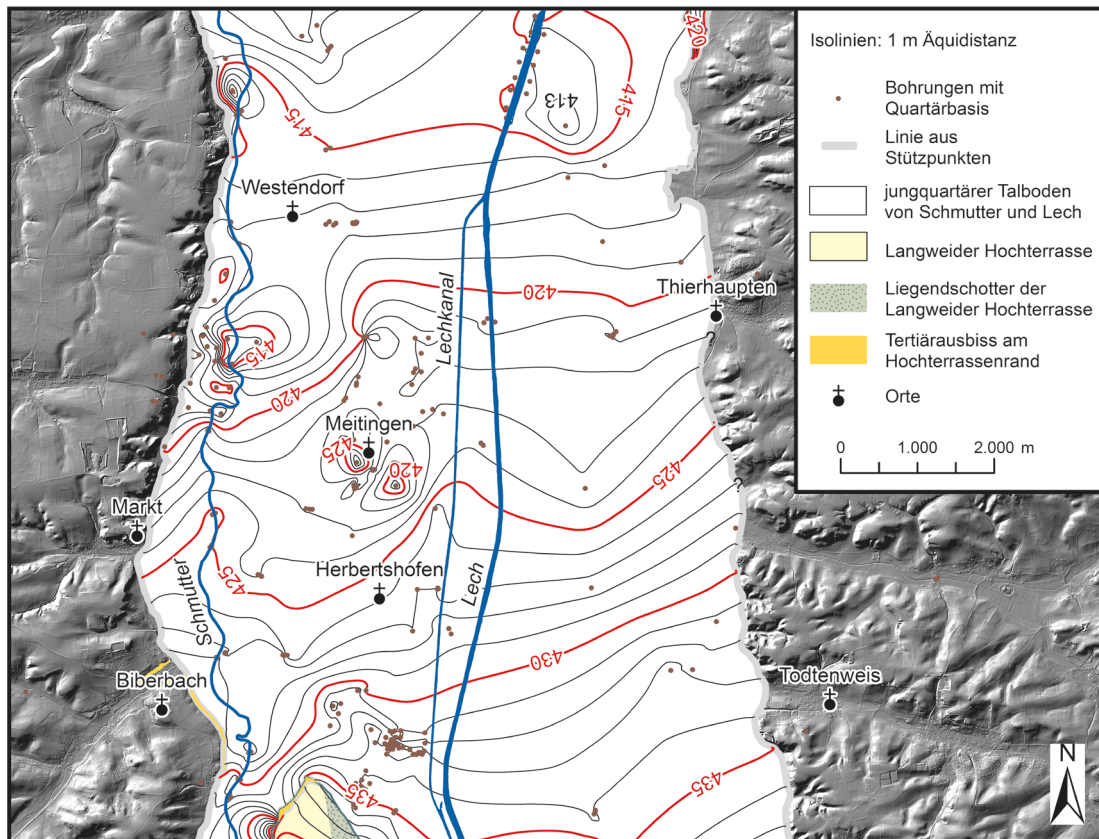 Isolinien: 1 m Äquidistanz
Bohrungen mit
Quartärbasis
Linie aus
Stützpunkten
jungquartärer Talboden
von Schmutter und Lech
Langweider Hochterrasse
Liegendschotter der
Langweider Hochterrasse
Tertiärausbiss am
Hochterrassenrand
Orte
0 1.000 2.000 m
N
420
413
415
415
Westendorf
420
Thierhaupten
Lechkanal
?
415
420
Meitingen
425
420
425
?
Markt
425
Herbertshofen
Schmutter
Lech
430
Biberbach
Todtenweis
435
435